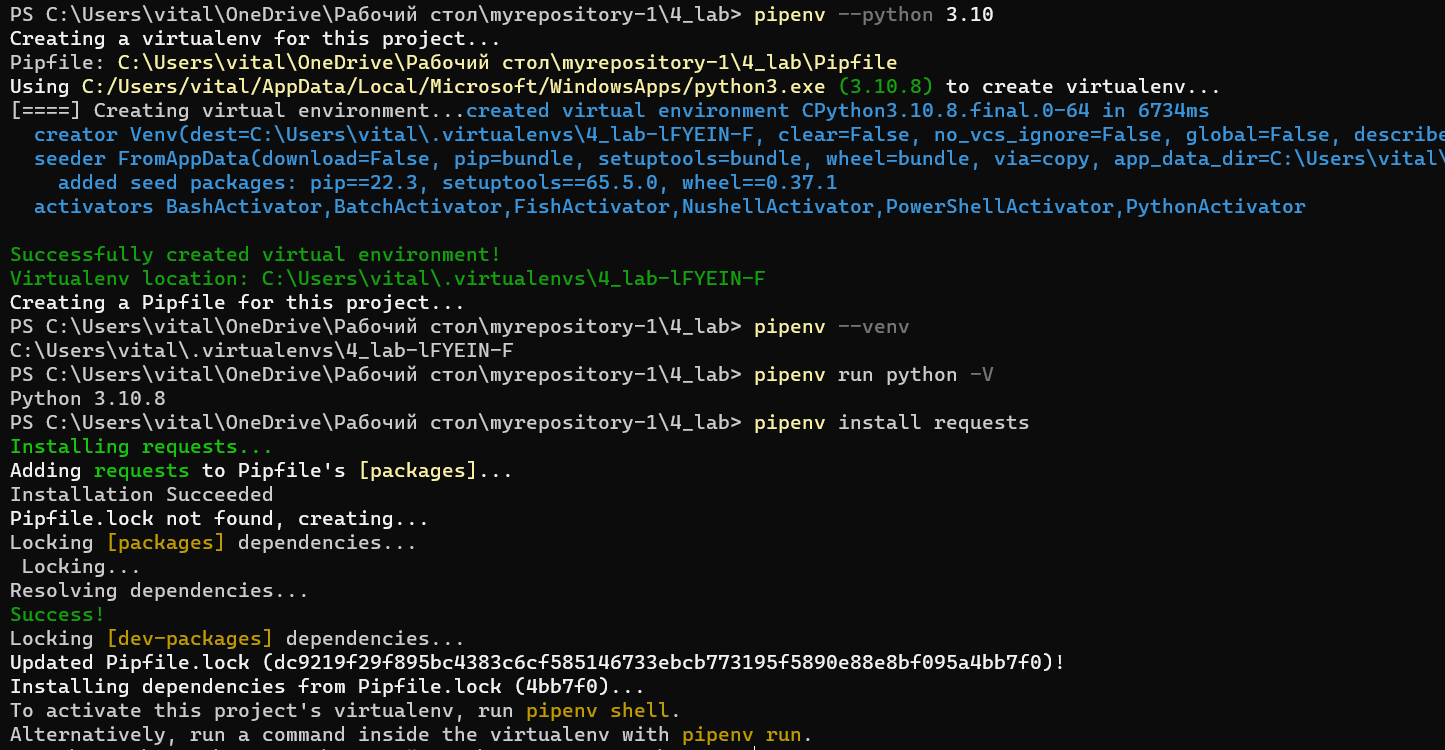 PS C:\Users\vital\OneDrive\Рабочий стол\myrepository-1\4_lab> pipenv --python 3.10
Creating a virtualenv for this project...
Pipfile: C:\Users\vital\OneDrive\Рабочий стол\myrepository-1\4_lab\Pipfile
Using C:/Users/vital/AppData/Local/Microsoft/WindowsApps/python3.exe (3.10.8) to create virtualenv...
[====] Creating virtual environment...created virtual environment CPython3.10.8.final.0-64 in 6734ms
  creator Venv(dest=C:\Users\vital\.virtualenvs\4_lab-lFYEIN-F, clear=False, no_vcs_ignore=False, global=False, describe
  seeder FromAppData(download=False, pip=bundle, setuptools=bundle, wheel=bundle, via=copy, app_data_dir=C:\Users\vital\
    added seed packages: pip==22.3, setuptools==65.5.0, wheel==0.37.1
  activators BashActivator,BatchActivator,FishActivator,NushellActivator,PowerShellActivator,PythonActivator
Successfully created virtual environment!
Virtualenv location: C:\Users\vital\.virtualenvs\4_lab-lFYEIN-F
Creating a Pipfile for this project...
PS C:\Users\vital\OneDrive\Рабочий стол\myrepository-1\4_lab> pipenv --venv
C:\Users\vital\.virtualenvs\4_lab-lFYEIN-F
PS C:\Users\vital\OneDrive\Рабочий стол\myrepository-1\4_lab> pipenv run python -V
Python 3.10.8
PS C:\Users\vital\OneDrive\Рабочий стол\myrepository-1\4_lab> pipenv install requests
Installing requests...
Adding requests to Pipfile's [packages]...
Installation Succeeded
Pipfile.lock not found, creating...
Locking [packages] dependencies...
 Locking...
Resolving dependencies...
Success!
Locking [dev-packages] dependencies...
Updated Pipfile.lock (dc9219f29f895bc4383c6cf585146733ebcb773195f5890e88e8bf095a4bb7f0)!
Installing dependencies from Pipfile.lock (4bb7f0)...
To activate this project's virtualenv, run pipenv shell.
Alternatively, run a command inside the virtualenv with pipenv run.